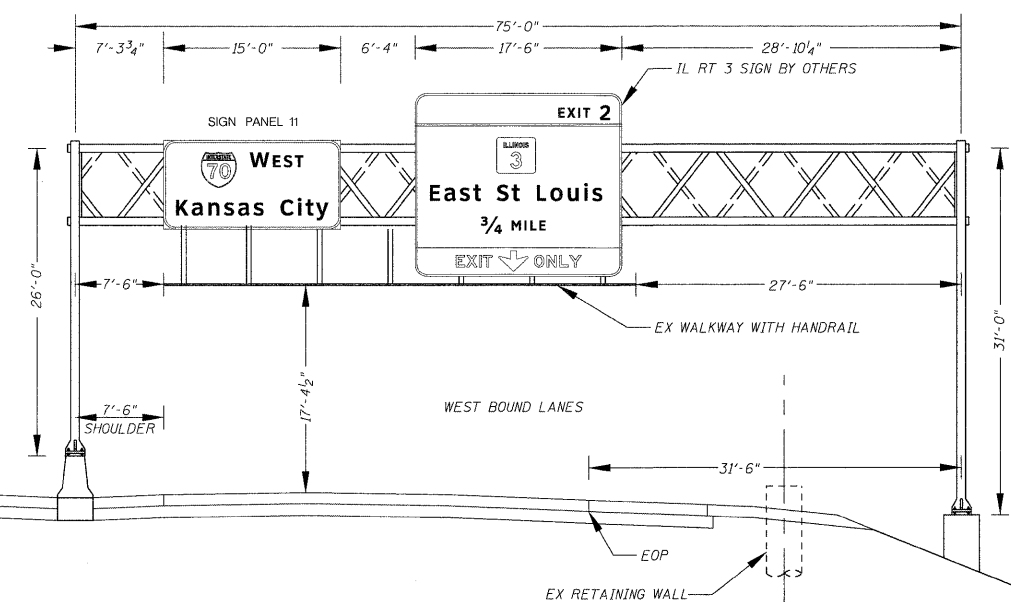 75'-0"
7'-3¾"
15'-0"
6'-4"
17'-6"
28'-10¼"
IL RT 3 SIGN BY OTHERS
SIGN PANEL 11
EXIT 2
INTERSTATE
70
WEST
Kansas City
ILLINOIS
3
East St Louis
¾ MILE
EXIT ONLY
26'-0"
7'-6"
27'-6"
EX WALKWAY WITH HANDRAIL
31'-0"
17'-4½"
7'-6"
SHOULDER
WEST BOUND LANES
31'-6"
EOP
EX RETAINING WALL